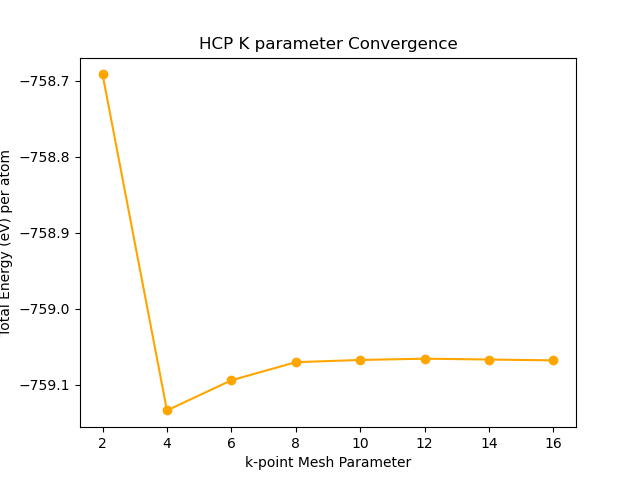 HCP K parameter Convergence
Total Energy (eV) per atom
−758.7
−758.8
−758.9
−759.0
−759.1
2 4 6 8 10 12 14 16
k-point Mesh Parameter